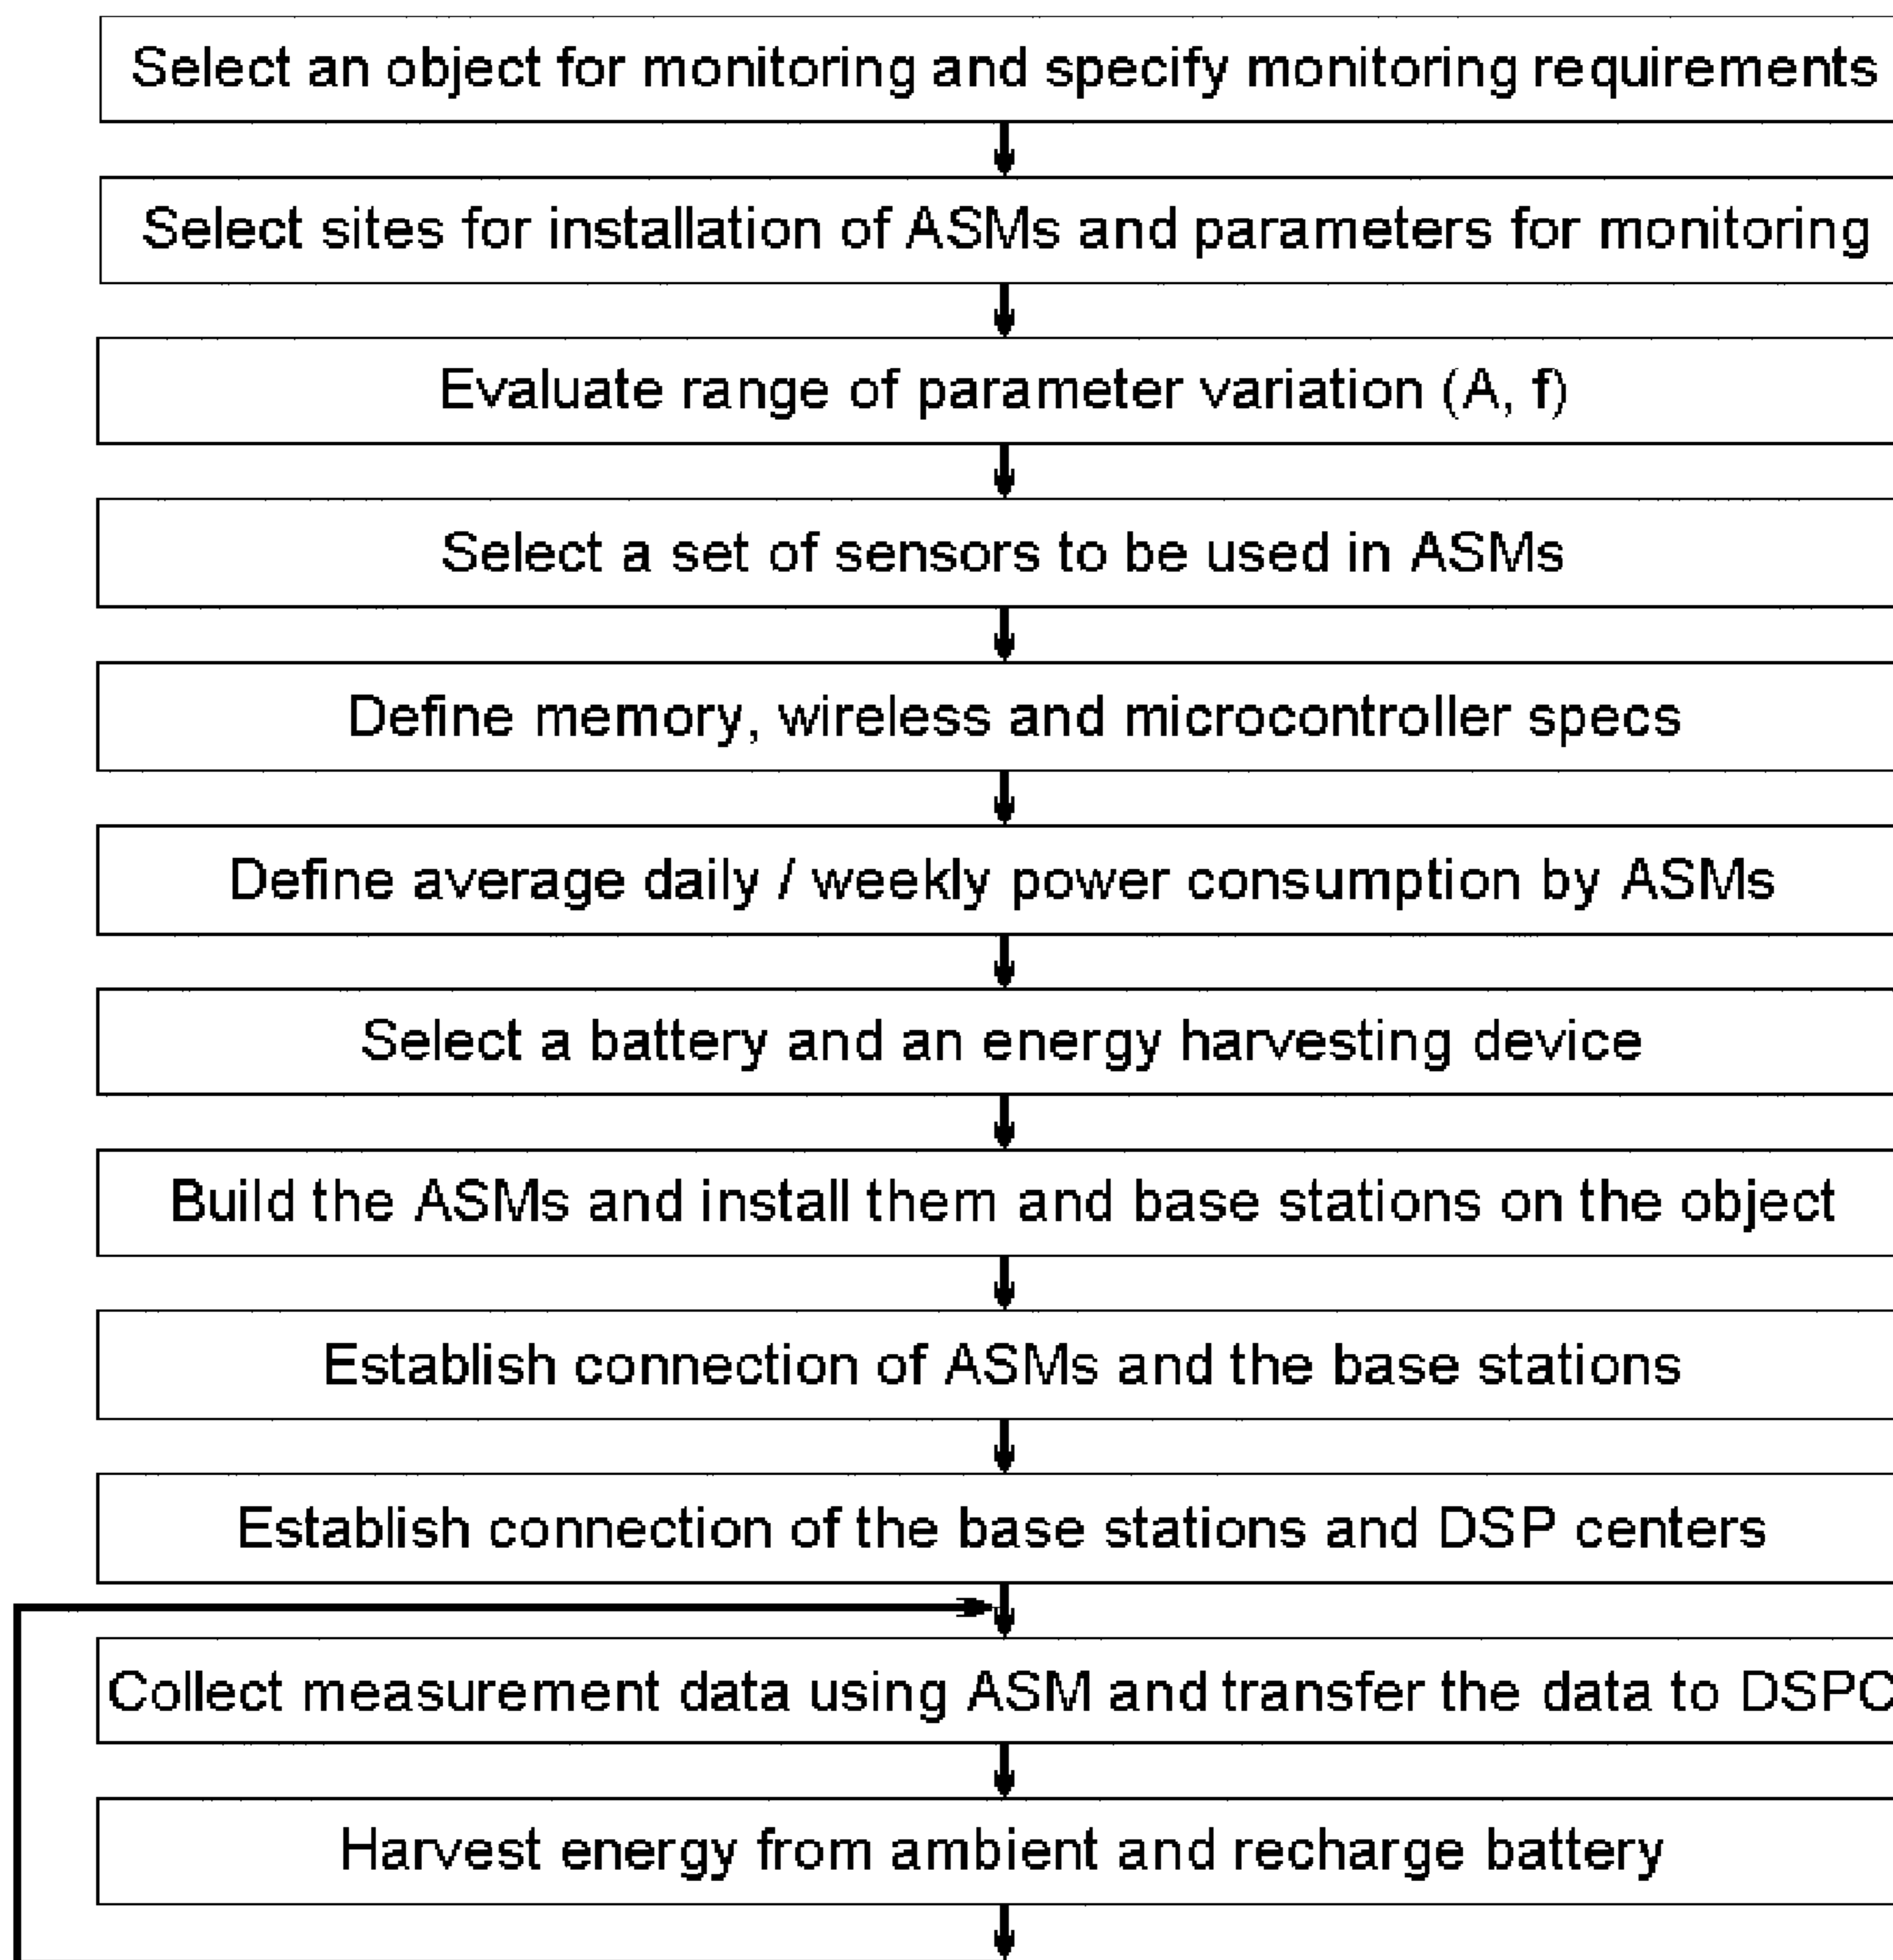 Select an object for monitoring and specify monitoring requirements
Select sites for installation of ASMs and parameters for monitoring
Evaluate range of parameter variation (A, f)
Select a set of sensors to be used in ASMs
Define memory, wireless and microcontroller specs
Define average daily / weekly power consumption by ASMs
Select a battery and an energy harvesting device
Build the ASMs and install them and base stations on the object
Establish connection of ASMs and the base stations
Establish connection of the base stations and DSP centers
Collect measurement data using ASM and transfer the data to DSPC
Harvest energy from ambient and recharge battery